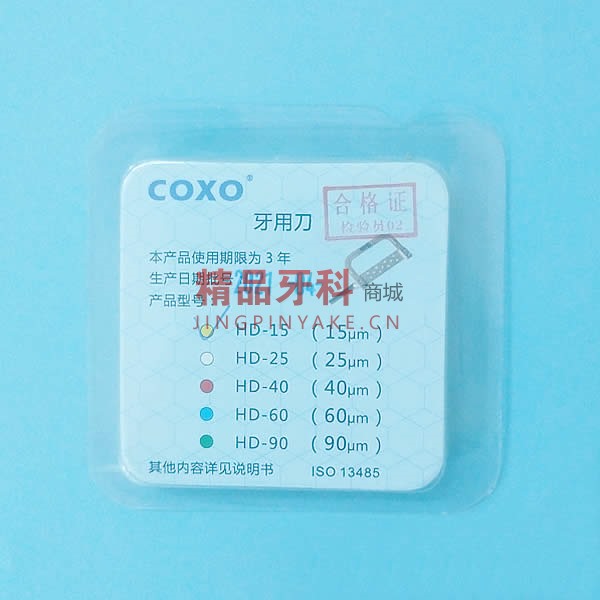 COXO®
牙用刀
合格证
检验员02
本产品使用期限为3年
生产日期批号
产品型号
精品牙科 商城
JINGPINYAKE.CN
HD-15 (15μm)
HD-25 (25μm)
HD-40 (40μm)
HD-60 (60μm)
HD-90 (90μm)
其他内容详见说明书 ISO 13485